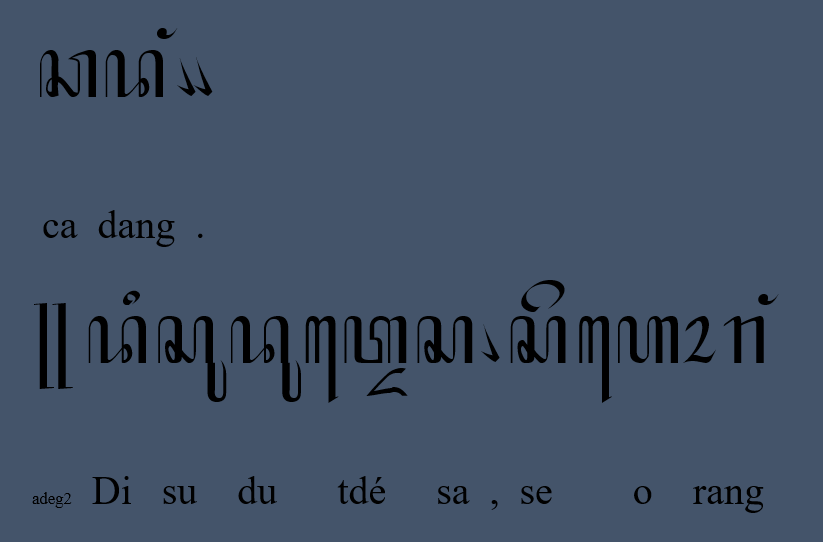 ꦕꦢꦁ꧉
ca dang .
꧋ꦢꦶꦱꦸꦢꦸꦠ꧀ꦢꦺꦱ꧈ꦱꦼꦲꦺꦴꦫꦁ
adeg2 Di su du tdé sa , se o rang